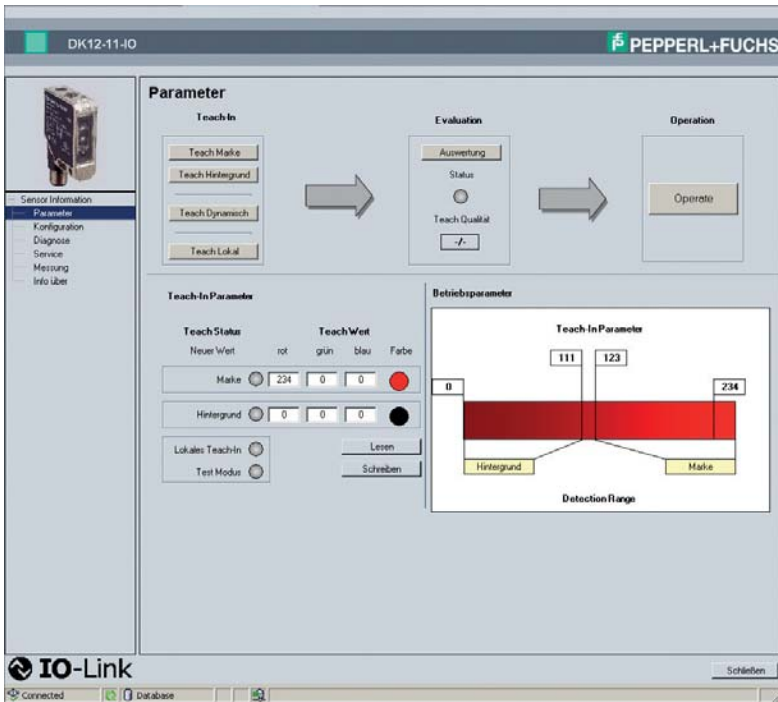 DK12-11-IO
PEPPERL+FUCHS
Sensor Information
Parameter
Konfiguration
Diagnose
Service
Messung
Info über
Parameter
Teach-In
Teach Marke
Teach Hintergrund
Teach Dynamisch
Teach Lokal
Evaluation
Auswertung
Status
Teach Qualität
-/-
Operation
Operate
Teach-In Parameter
Teach Status Teach Wert
Neuer Wert rot grün blau Farbe
Marke 234 0 0
Hintergrund 0 0 0
Lokales Teach-In
Test Modus
Lesen
Schreiben
Betriebsparameter
Teach-In Parameter
111 123
0 234
Hintergrund Marke
Detection Range
IO-Link
Schließen
Connected Database